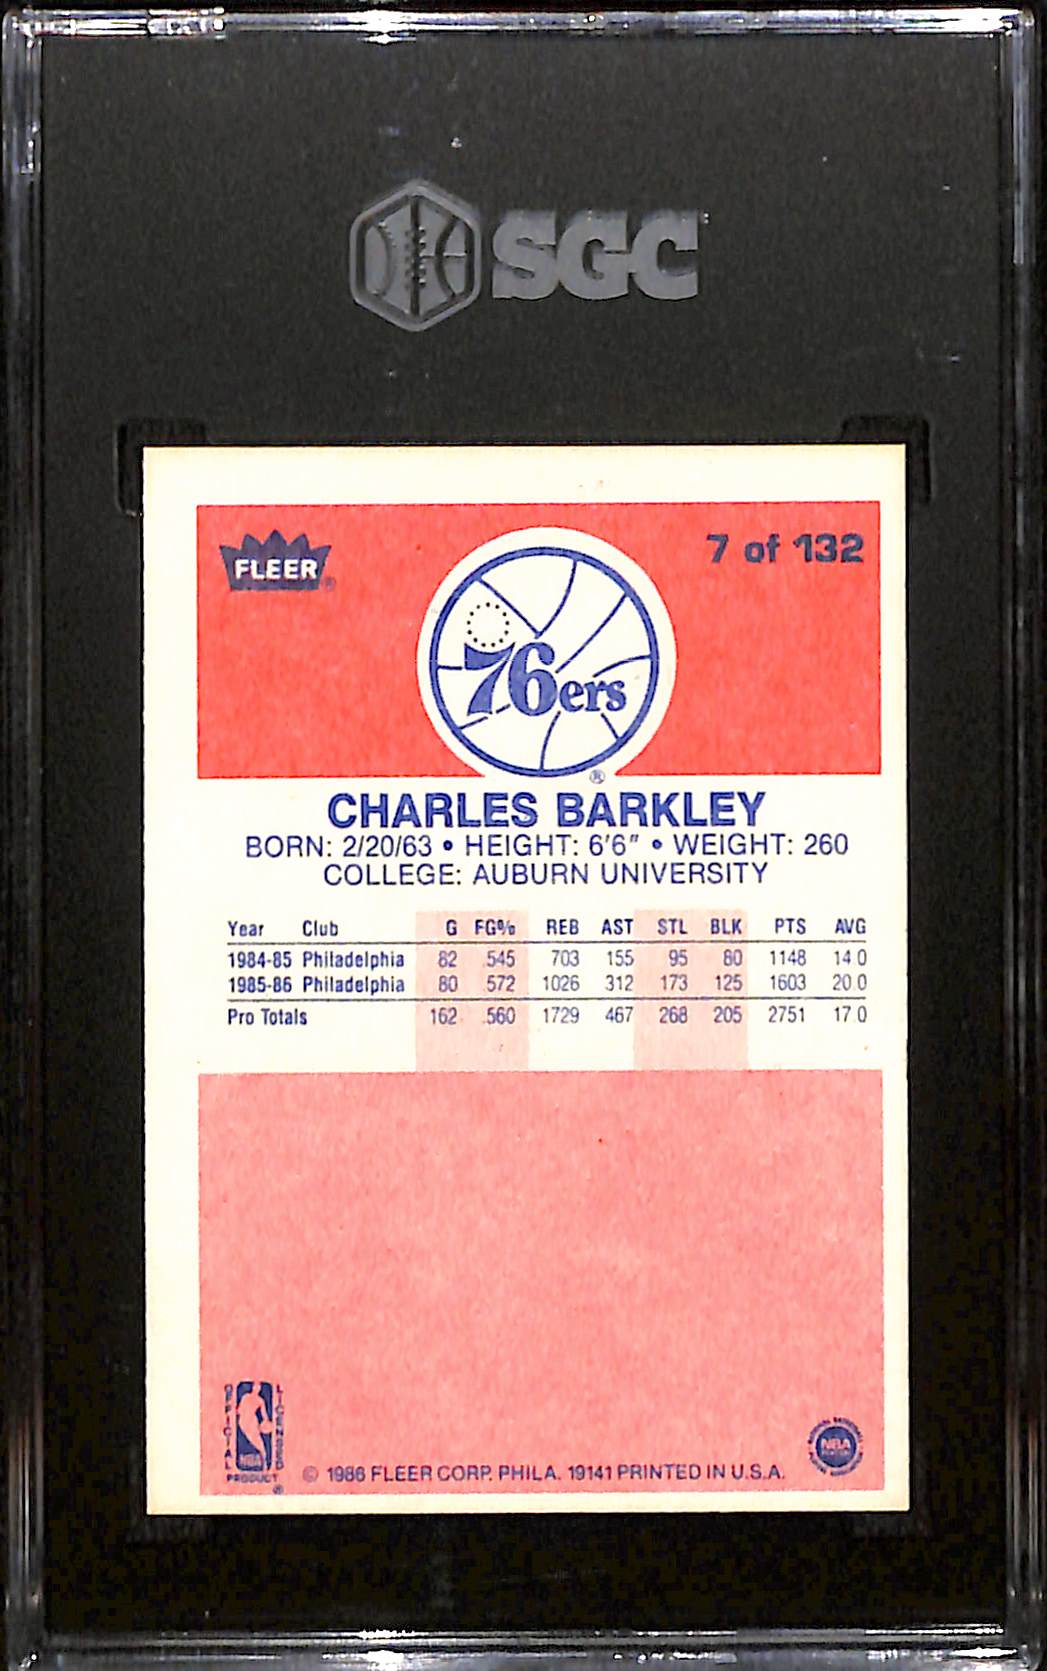 SGC
FLEER®
7 of 132
76ers
®
CHARLES BARKLEY
BORN: 2/20/63 • HEIGHT: 6'6" • WEIGHT: 260
COLLEGE: AUBURN UNIVERSITY
Year Club G FG% REB AST STL BLK PTS AVG
1984-85 Philadelphia 82 .545 703 155 95 80 1148 14.0
1985-86 Philadelphia 80 .572 1026 312 173 125 1603 20.0
Pro Totals 162 .560 1729 467 268 205 2751 17.0
OFFICIAL LICENSED
NBA
PRODUCT
®
© 1986 FLEER CORP. PHILA. 19141 PRINTED IN U.S.A.
NBA